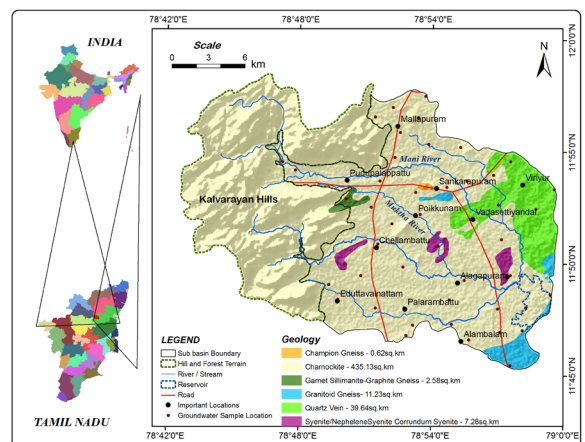 INDIA
TAMIL NADU
78°42'0"E
78°48'0"E
78°54'0"E
Scale
0 3 6
km
N
12°0'0"N
11°55'0"N
11°50'0"N
11°45'0"N
Mallapuram
Mani River
Pudupalappattu
Sankarapuram
Viriyur
Kalvarayan Hills
Muktha River
Poikkunam
Vadasettiyandal
Chellambattu
Alagapuram
Eduttavainattam
Palarambattu
Alambalam
LEGEND
Sub basin Boundary
Hill and Forest Terrain
River / Stream
Reservoir
Road
Important Locations
Groundwater Sample Location
Geology
Champion Gneiss - 0.62sq.km
Charnockite - 435.13sq.km
Garnet Sillimanite-Graphite Gneiss - 2.58sq.km
Granitoid Gneiss- 11.23sq.km
Quartz Vein - 39.64sq.km
Syenite/NepheleneSyenite Corrundum Syenite - 7.28sq.km
78°42'0"E
78°48'0"E
78°54'0"E
79°0'0"E